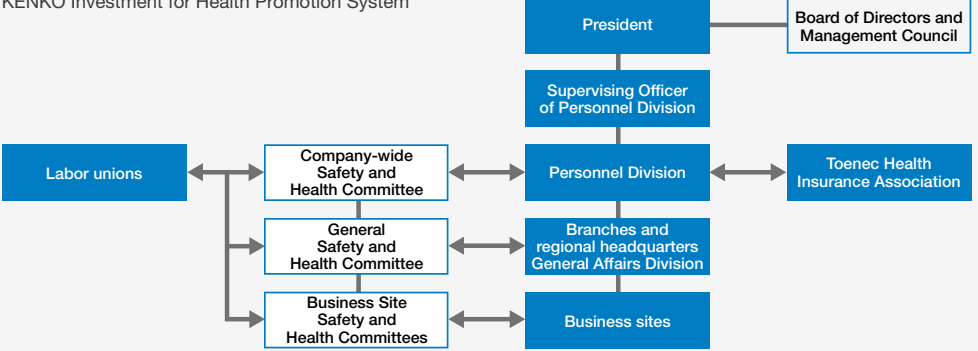 KENKO Investment for Health Promotion System
President
Board of Directors and
Management Council
Supervising Officer
of Personnel Division
Labor unions
Company-wide
Safety and
Health Committee
Personnel Division
Toenec Health
Insurance Association
General
Safety and
Health Committee
Branches and
regional headquarters
General Affairs Division
Business Site
Safety and
Health Committees
Business sites